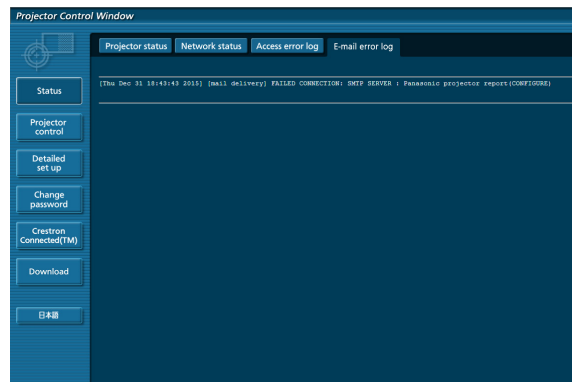 Projector Control Window
Projector status Network status Access error log E-mail error log
[Thu Dec 31 18:43:43 2015] [mail delivery] FAILED CONNECTION: SMTP SERVER : Panasonic projector report(CONFIGURE)
Status
Projector
control
Detailed
set up
Change
password
Crestron
Connected(TM)
Download
日本語